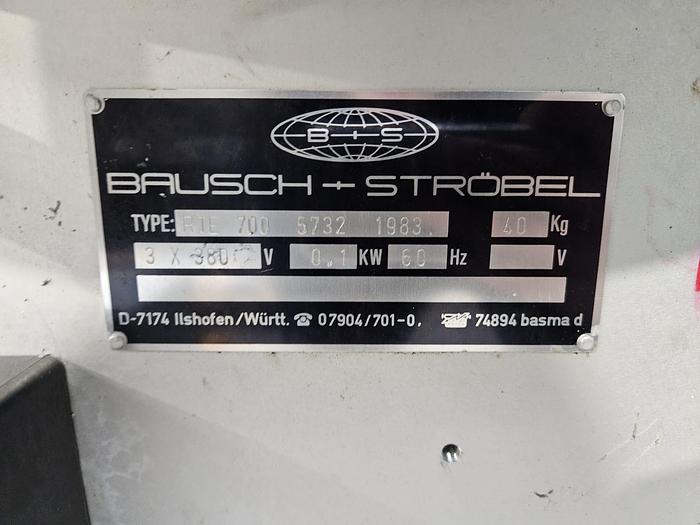 B+S
BAUSCH + STRÖBEL
TYPE: RTE 700 5732 1983. 40 Kg
3 X 380 V 0.1 KW 60 Hz V
D-7174 Ilshofen/Württ. ☎ 07904/701-0, 74894 basma d